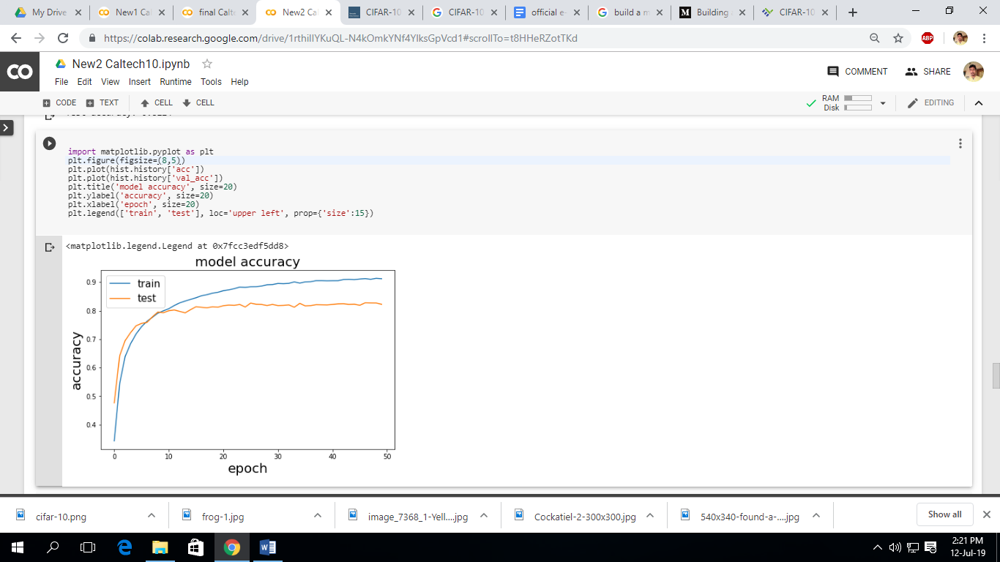 My Drive
New1 Cal
final Calte
New2 Cal
CIFAR-10
CIFAR-10
official e-
build a m
Building
CIFAR-10
https://colab.research.google.com/drive/1rthiIlYKuQL-N4kOmkYNf4YlksGpVcd1#scrollTo=t8HHeRZotTKd
ABP
CO
New2 Caltech10.ipynb
COMMENT
SHARE
File Edit View Insert Runtime Tools Help
CODE TEXT CELL CELL
RAM
Disk
EDITING
import matplotlib.pyplot as plt
plt.figure(figsize=(8,5))
plt.plot(hist.history['acc'])
plt.plot(hist.history['val_acc'])
plt.title('model accuracy', size=20)
plt.ylabel('accuracy', size=20)
plt.xlabel('epoch', size=20)
plt.legend(['train', 'test'], loc='upper left', prop={'size':15})
<matplotlib.legend.Legend at 0x7fcc3edf5dd8>
model accuracy
train
test
0.9
0.8
0.7
0.6
0.5
0.4
accuracy
0 10 20 30 40 50
epoch
cifar-10.png
frog-1.jpg
image_7368_1-Yell....jpg
Cockatiel-2-300x300.jpg
540x340-found-a-....jpg
Show all
2:21 PM
12-Jul-19